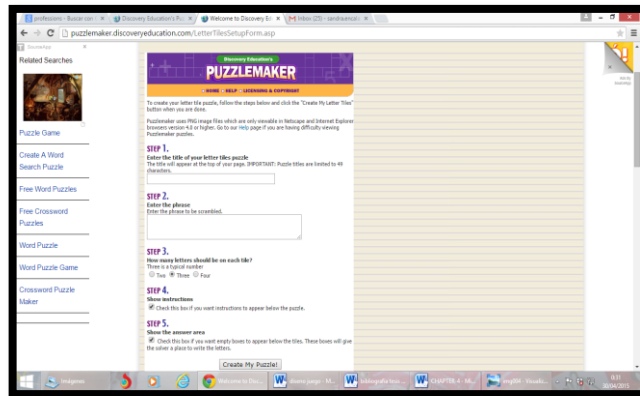 professions - Buscar con
Discovery Education's Puz
Welcome to Discovery Ed
puzzlemaker.discoveryeducation.com/LetterTilesSetupForm.asp
Related Searches
Puzzle Game
Create A Word
Search Puzzle
Free Word Puzzles
Free Crossword
Puzzles
Word Puzzle
Word Puzzle Game
Crossword Puzzle
Maker
Discovery Education's
PUZZLEMAKER
HOME HELP LICENSING & COPYRIGHT
To create your letter tile puzzle, follow the steps below and click the "Create My Letter Tiles"
button when you are done.
Puzzlemaker uses PNG image files which are only viewable in Netscape and Internet Explorer
browsers version 4.0 or higher. Go to our Help page if you are having difficulty viewing
Puzzlemaker puzzles.
STEP 1.
Enter the title of your letter tiles puzzle
The title will appear at the top of your page. IMPORTANT: Puzzle titles are limited to 49
characters.
STEP 2.
Enter the phrase
Enter the phrase to be scrambled.
STEP 3.
How many letters should be on each tile?
Three is a typical number
Two Three Four
STEP 4.
Show instructions
Check this box if you want instructions to appear below the puzzle.
STEP 5.
Show the answer area
Check this box if you want empty boxes to appear below the tiles. These boxes will give
the solver a place to write the letters.
Create My Puzzle!
imágenes
Welcome to Disc...
CHAPTER 4 - Mi...
0:31
30/04/2015